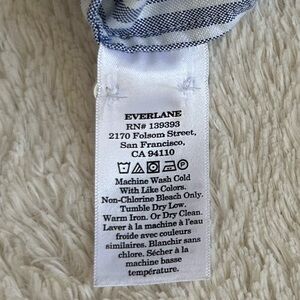 EVERLANE
RN# 139393
2170 Folsom Street,
San Francisco,
CA 94110
Machine Wash Cold
With Like Colors.
Non-Chlorine Bleach Only.
Tumble Dry Low.
Warm Iron. Or Dry Clean.
Laver à la machine à l'eau
froide avec couleurs
similaires. Blanchir sans
chlore. Sécher à la
machine basse
température.